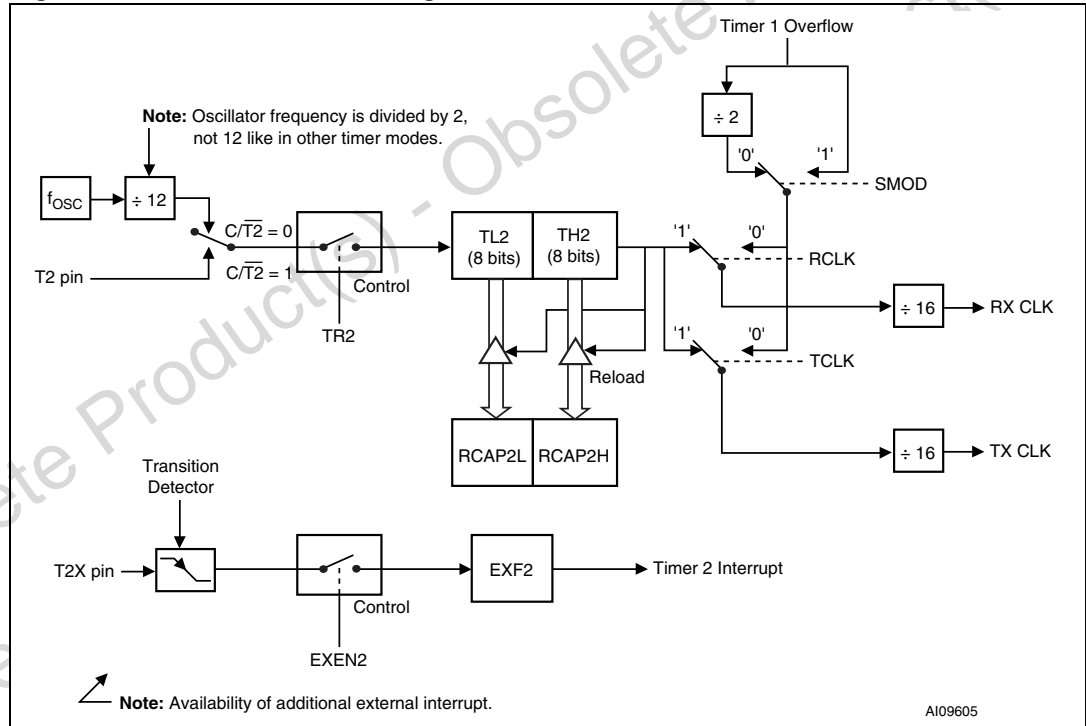 Timer 1 Overflow
Note: Oscillator frequency is divided by 2,
not 12 like in other timer modes.
÷ 2
'0'
'1'
SMOD
fOSC
÷ 12
C/T2 = 0
C/T2 = 1
T2 pin
Control
TR2
TL2
(8 bits)
TH2
(8 bits)
'1'
'0'
RCLK
÷ 16
RX CLK
'1'
'0'
TCLK
Reload
RCAP2L
RCAP2H
÷ 16
TX CLK
Transition
Detector
T2X pin
Control
EXEN2
EXF2
Timer 2 Interrupt
Note: Availability of additional external interrupt.
AI09605
ete Product(s) - Obsolete